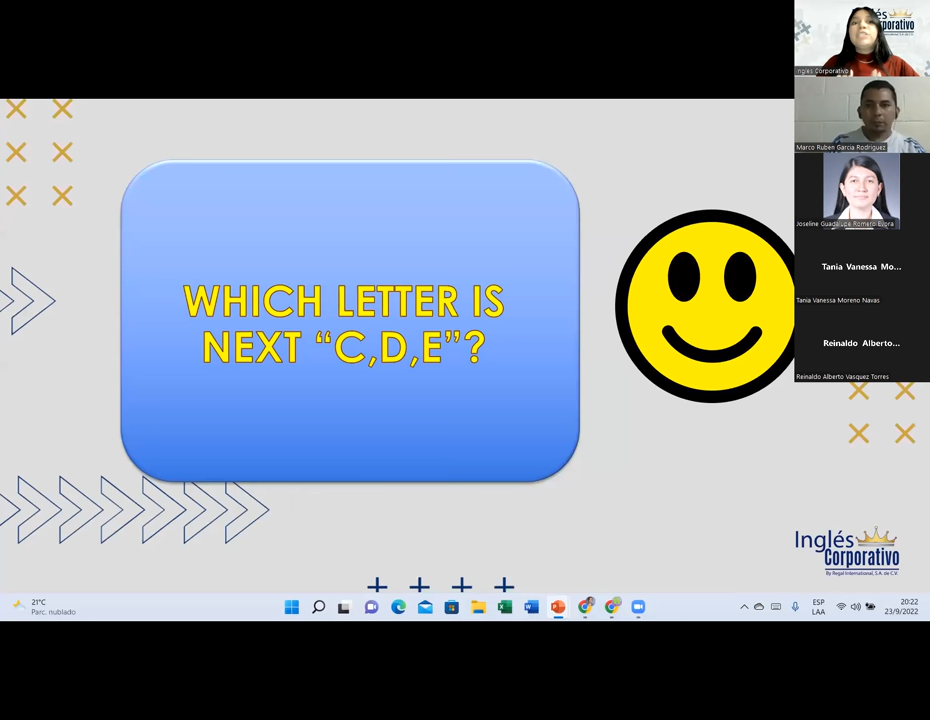 WHICH LETTER IS
NEXT “C,D,E”?
Inglés Corporativo
Marco Ruben Garcia Rodriguez
Joseline Guadalupe Romero Evora
Tania Vanessa Mo...
Tania Vanessa Moreno Navas
Reinaldo Alberto...
Reinaldo Alberto Vasquez Torres
Inglés
Corporativo
By Regal International, S.A. de C.V.
21°C
Parc. nublado
ESP
LAA
20:22
23/9/2022